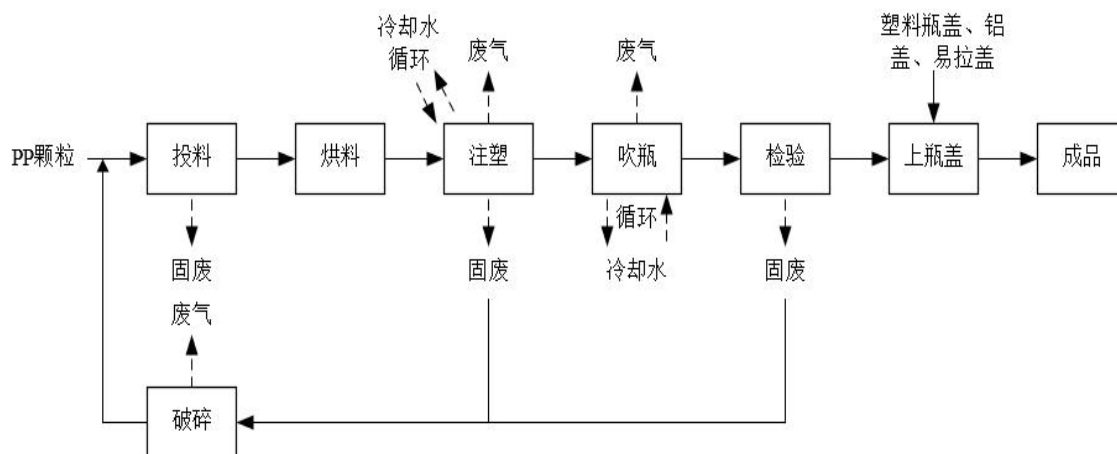 冷却水
循环
废气
废气
塑料瓶盖、铝
盖、易拉盖
PP颗粒
投料
烘料
注塑
吹瓶
检验
上瓶盖
成品
循环
固废
固废
冷却水
固废
废气
破碎